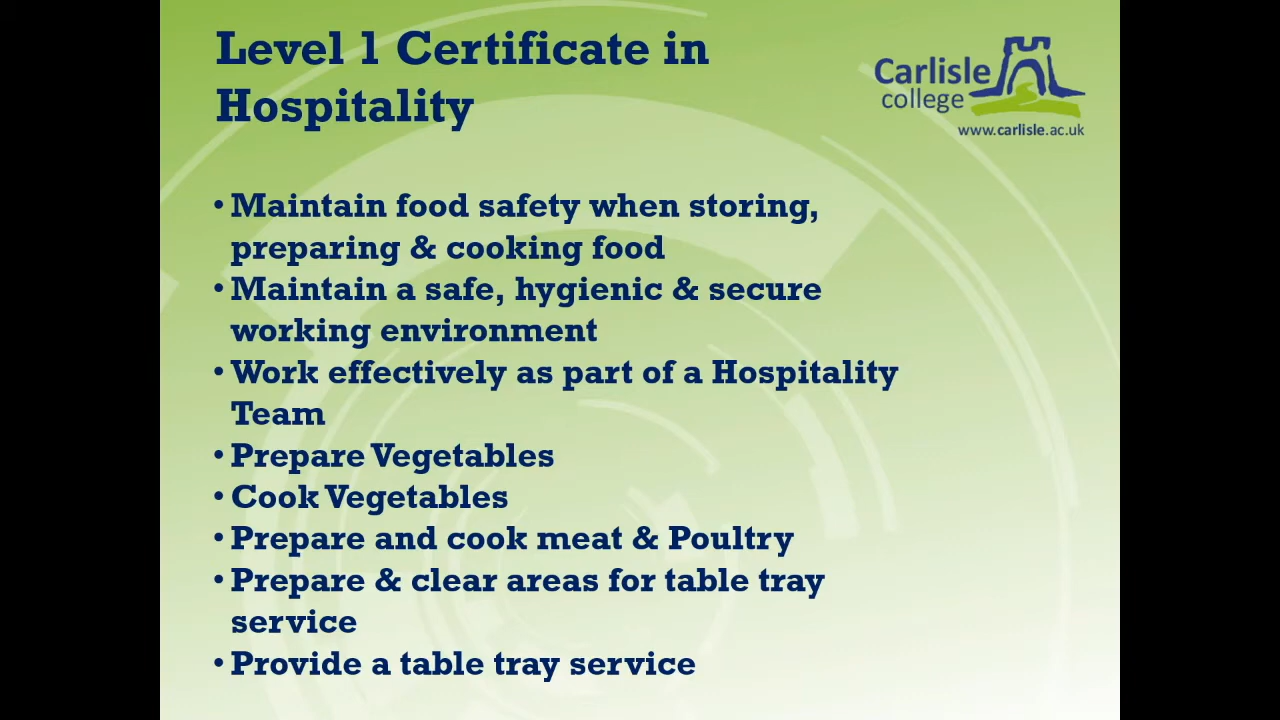 Level 1 Certificate in
Hospitality
Carlisle
college
www.carlisle.ac.uk
• Maintain food safety when storing,
preparing & cooking food
• Maintain a safe, hygienic & secure
working environment
• Work effectively as part of a Hospitality
Team
• Prepare Vegetables
• Cook Vegetables
• Prepare and cook meat & Poultry
• Prepare & clear areas for table tray
service
• Provide a table tray service